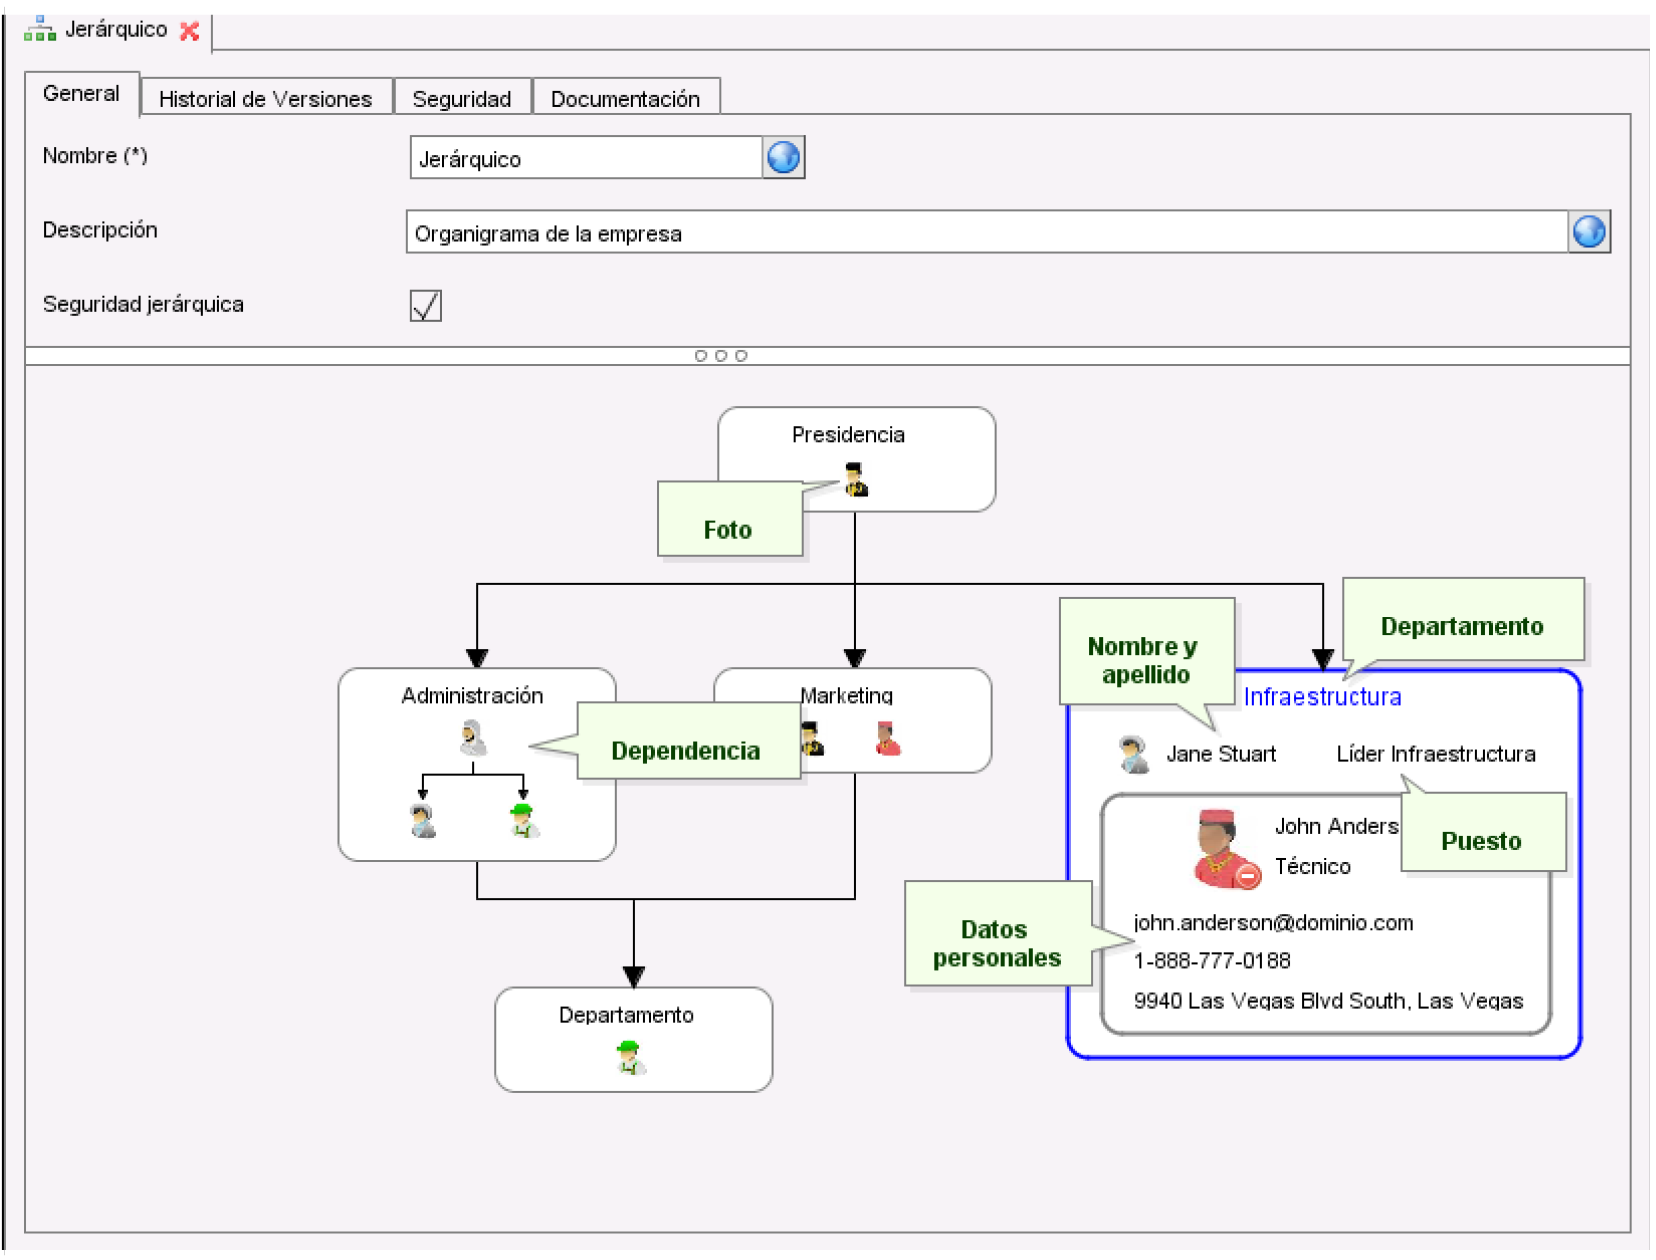 Jerárquico
General
Historial de Versiones
Seguridad
Documentación
Nombre (*)
Jerárquico
Descripción
Organigrama de la empresa
Seguridad jerárquica
Presidencia
Foto
Departamento
Nombre y
apellido
Administración
Marketing
Infraestructura
Dependencia
Jane Stuart
Líder Infraestructura
John Anders
Puesto
Técnico
Datos
personales
john.anderson@dominio.com
1-888-777-0188
9940 Las Vegas Blvd South, Las Vegas
Departamento